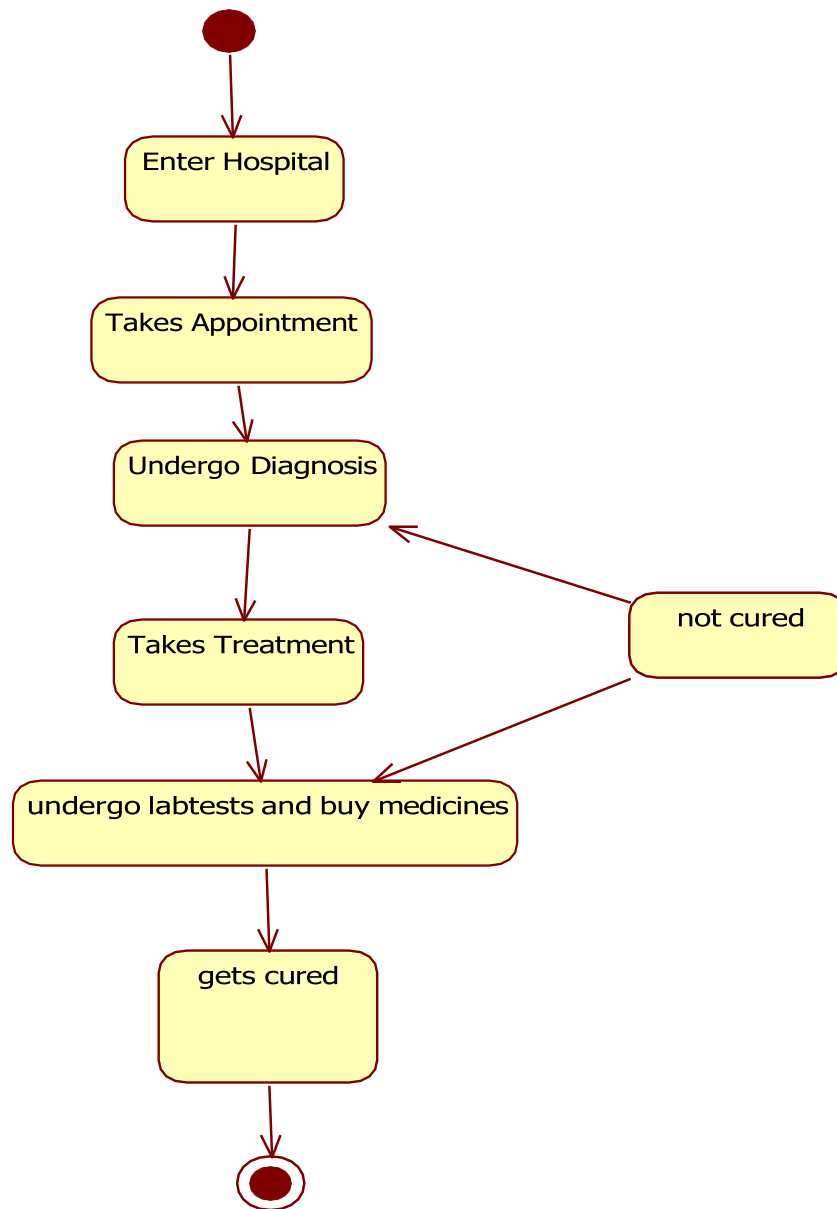 Enter Hospital
Takes Appointment
Undergo Diagnosis
not cured
Takes Treatment
undergo labtests and buy medicines
gets cured